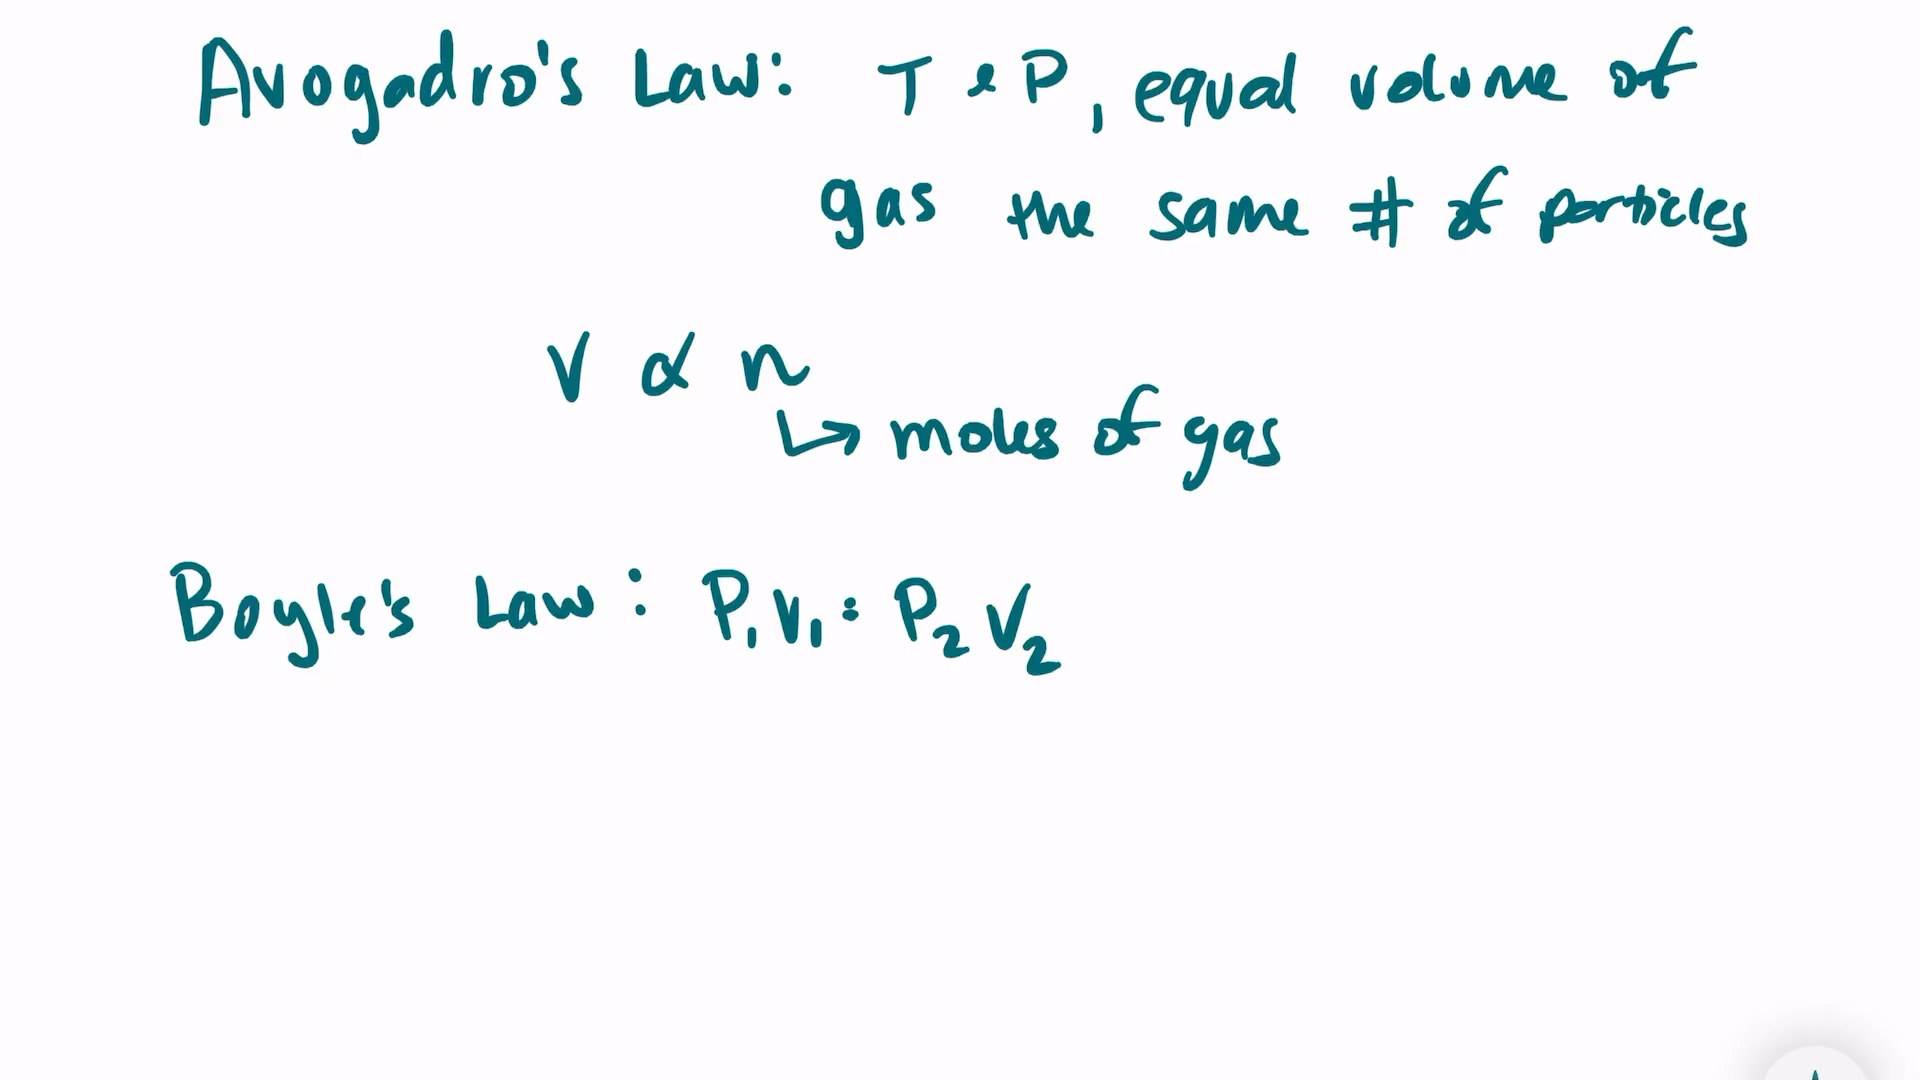 Avogadro's Law: T & P, equal volume of
gas the same # of particles
V ∝ n
↳ moles of gas
Boyle's Law: P₁V₁ = P₂V₂